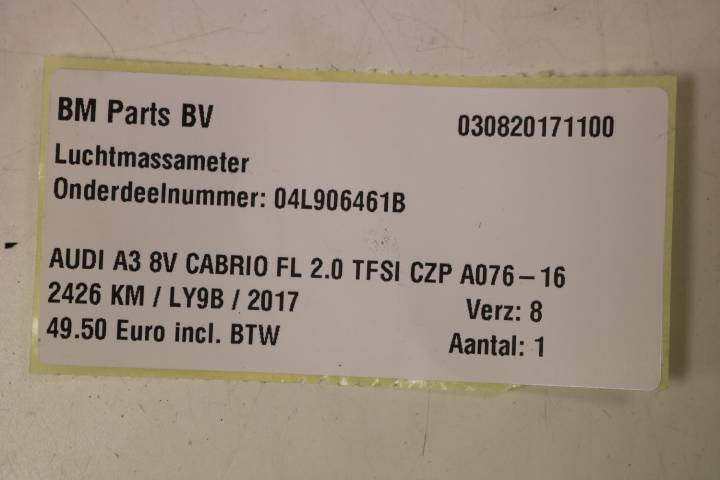 BM Parts BV 030820171100
Luchtmassameter
Onderdeelnummer: 04L906461B
AUDI A3 8V CABRIO FL 2.0 TFSI CZP A076-16
2426 KM / LY9B / 2017 Verz: 8
49.50 Euro incl. BTW Aantal: 1